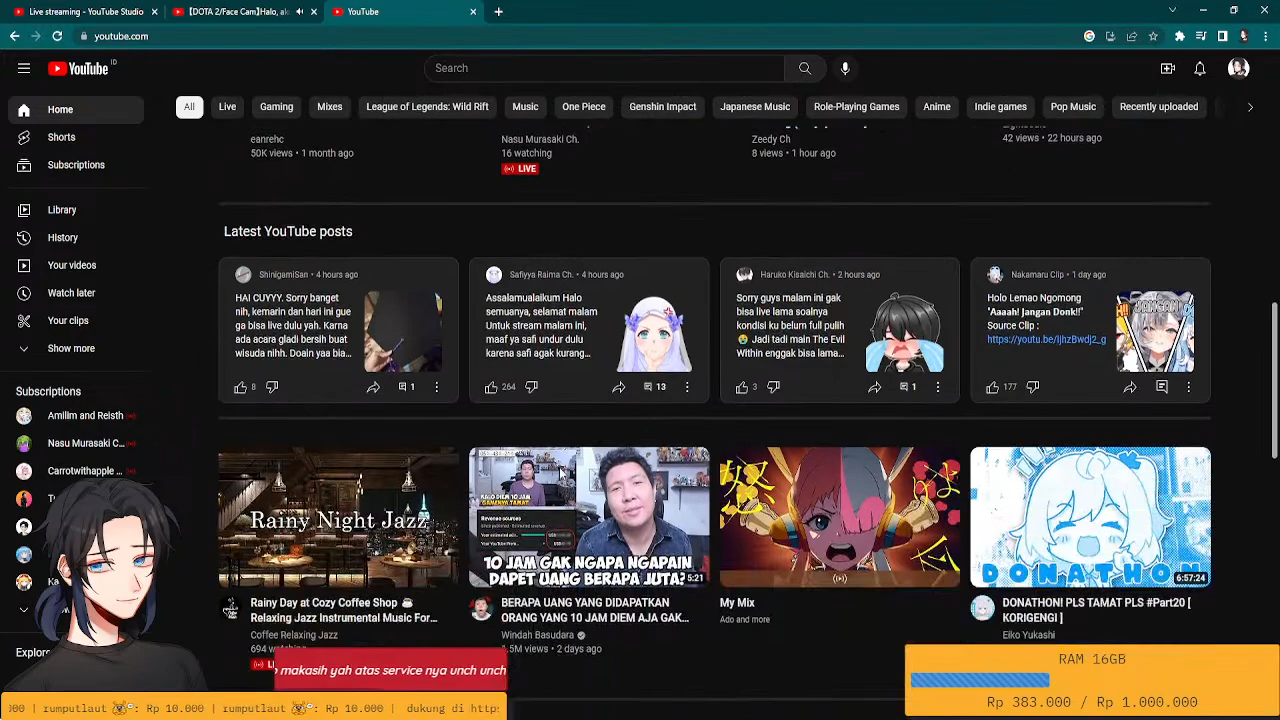 Live streaming - YouTube Studio
【DOTA 2/Face Cam】Halo, ak
YouTube
youtube.com
YouTube ID
Search
Home
Shorts
Subscriptions
Library
History
Your videos
Watch later
Your clips
Show more
Subscriptions
Amilim and Reisth
Nasu Murasaki C...
Carrotwithapple ...
Explore
All
Live
Gaming
Mixes
League of Legends: Wild Rift
Music
One Piece
Genshin Impact
Japanese Music
Role-Playing Games
Anime
Indie games
Pop Music
Recently uploaded
eanrehc
50K views • 1 month ago
Nasu Murasaki Ch.
16 watching
LIVE
Zeedy Ch
8 views • 1 hour ago
42 views • 22 hours ago
Latest YouTube posts
ShinigamiSan • 4 hours ago
HAI CUYYY. Sorry banget
nih, kemarin dan hari ini gue
ga bisa live dulu yah. Karna
ada acara gladi bersih buat
wisuda nihh. Doain yaa bia...
8
1
Safiyya Raima Ch. • 4 hours ago
Assalamualaikum Halo
semuanya, selamat malam
Untuk stream malam ini,
maaf ya safi undur dulu
karena safi agak kurang...
264
13
Haruko Kisaichi Ch. • 2 hours ago
Sorry guys malam ini gak
bisa live lama soalnya
kondisi ku belum full pulih
😭 Jadi tadi main The Evil
Within enggak bisa lama...
3
1
Nakamaru Clip • 1 day ago
Holo Lemao Ngomong
"Aaaah! Jangan Donk!!"
Source Clip :
https://youtu.be/ljhzBwdj2_g
177
Rainy Night Jazz
Rainy Day at Cozy Coffee Shop ☕
Relaxing Jazz Instrumental Music For...
Coffee Relaxing Jazz
694 watching
KALO DIEM 10 JAM
Revenue sources
10 JAM GAK NGAPA NGAPAIN
DAPET UANG BERAPA JUTA?
5:21
BERAPA UANG YANG DIDAPATKAN
ORANG YANG 10 JAM DIEM AJA GAK...
Windah Basudara
M views • 2 days ago
怒
My Mix
Ado and more
DONATHON
6:57:24
DONATHON! PLS TAMAT PLS #Part20 [
KORIGENGI ]
Eiko Yukashi
makasih yah atas service nya unch unch
000 | rumputlaut : Rp 10.000 | rumputlaut : Rp 10.000 | dukung di https
RAM 16GB
Rp 383.000 / Rp 1.000.000